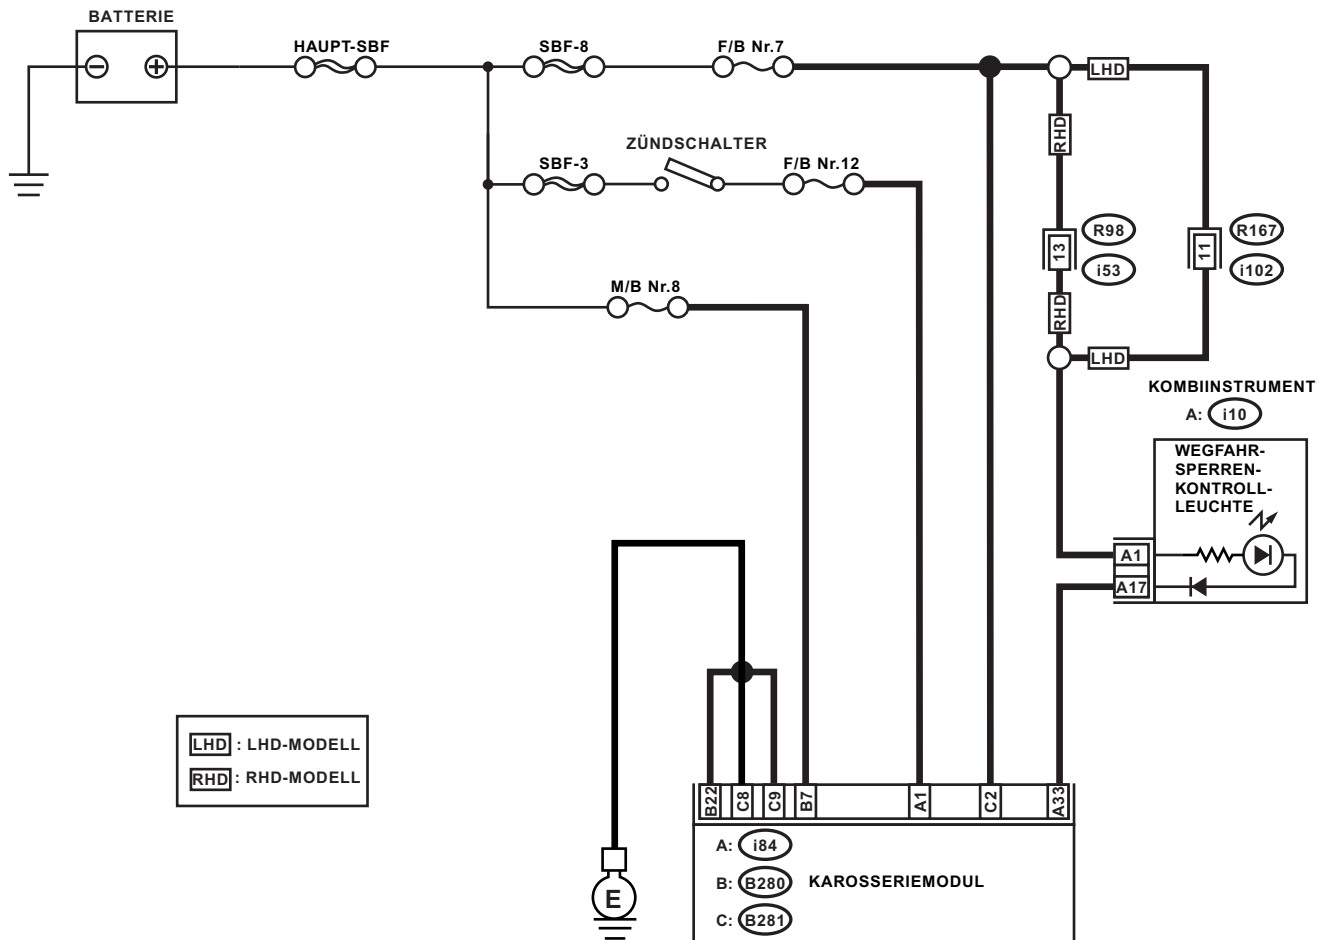 BATTERIE
HAUPT-SBF
SBF-8
F/B Nr.7
LHD
RHD
ZÜNDSCHALTER
SBF-3
F/B Nr.12
13
R98
i53
11
R167
i102
M/B Nr.8
RHD
LHD
KOMBIINSTRUMENT
A: i10
WEGFAHR-
SPERREN-
KONTROLL-
LEUCHTE
A1
A17
LHD : LHD-MODELL
RHD : RHD-MODELL
B22
C8
C9
B7
A1
C2
A33
A: i84
B: B280
KAROSSERIEMODUL
C: B281
E